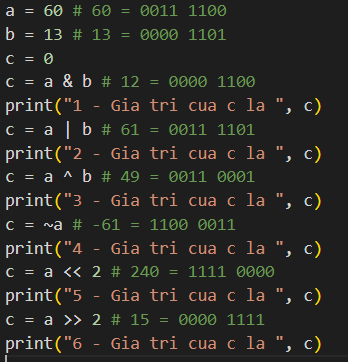 a = 60 # 60 = 0011 1100
b = 13 # 13 = 0000 1101
c = 0
c = a & b # 12 = 0000 1100
print("1 - Gia tri cua c la ", c)
c = a | b # 61 = 0011 1101
print("2 - Gia tri cua c la ", c)
c = a ^ b # 49 = 0011 0001
print("3 - Gia tri cua c la ", c)
c = ~a # -61 = 1100 0011
print("4 - Gia tri cua c la ", c)
c = a << 2 # 240 = 1111 0000
print("5 - Gia tri cua c la ", c)
c = a >> 2 # 15 = 0000 1111
print("6 - Gia tri cua c la ", c)